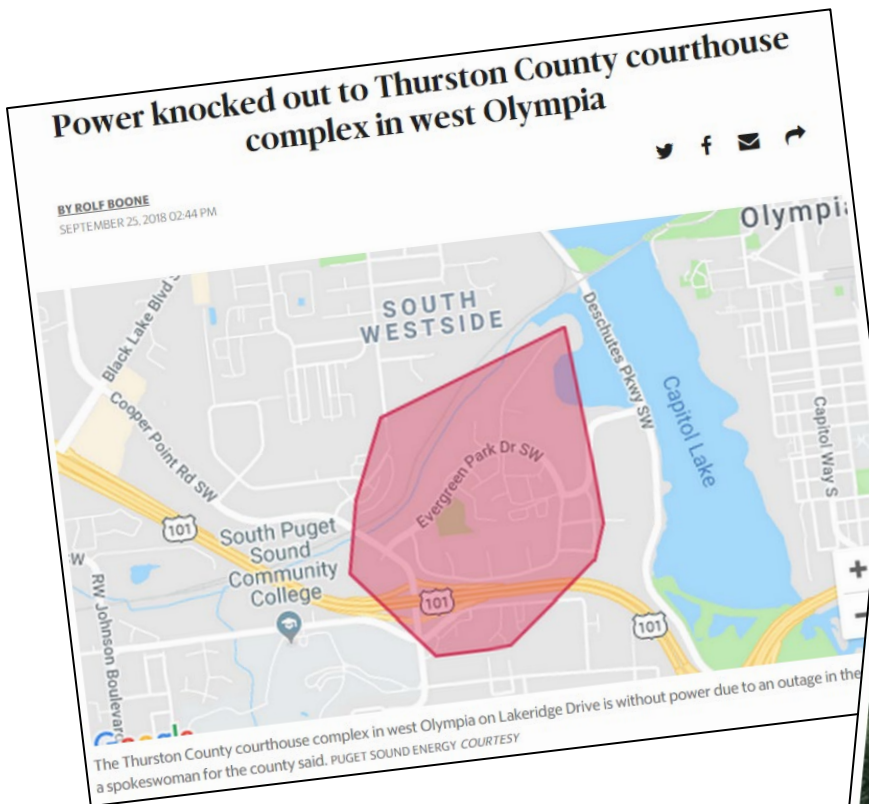 Power knocked out to Thurston County courthouse
complex in west Olympia
BY ROLF BOONE
SEPTEMBER 25, 2018 02:44 PM
Olympi
SOUTH
WESTSIDE
Black Lake Blvd S
Deschutes Pkwy SW
Cooper Point Rd SW
Capitol Lake
Capitol Way S
Evergreen Park Dr SW
101
South Puget
Sound
Community
College
W
101
101
RW Johnson Boulevard
Google
The Thurston County courthouse complex in west Olympia on Lakeridge Drive is without power due to an outage in the
a spokeswoman for the county said. PUGET SOUND ENERGY COURTESY